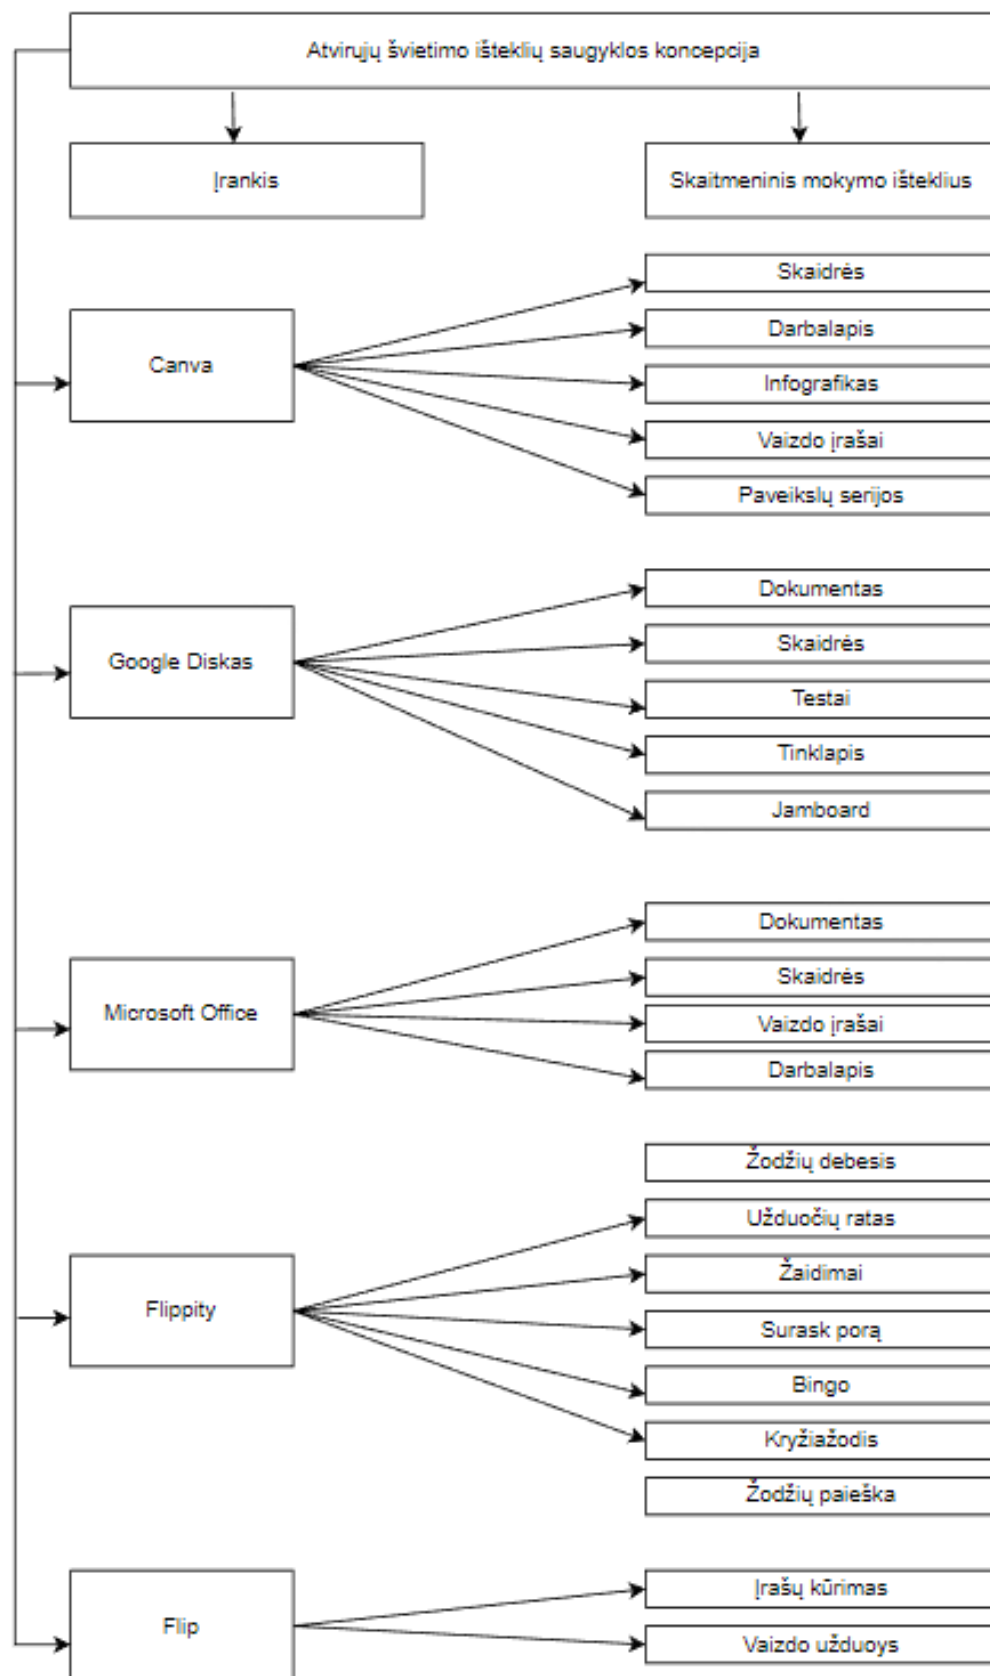 Atvirųjų švietimo išteklių saugyklos koncepcija
Įrankis
Skaitmeninis mokymo išteklius
Canva
Skaidrės
Darbalapis
Infografikas
Vaizdo įrašai
Paveikslų serijos
Google Diskas
Dokumentas
Skaidrės
Testai
Tinklapis
Jamboard
Microsoft Office
Dokumentas
Skaidrės
Vaizdo įrašai
Darbalapis
Flippity
Žodžių debesis
Užduočių ratas
Žaidimai
Surask porą
Bingo
Kryžiažodis
Žodžių paieška
Flip
Įrašų kūrimas
Vaizdo užduoys